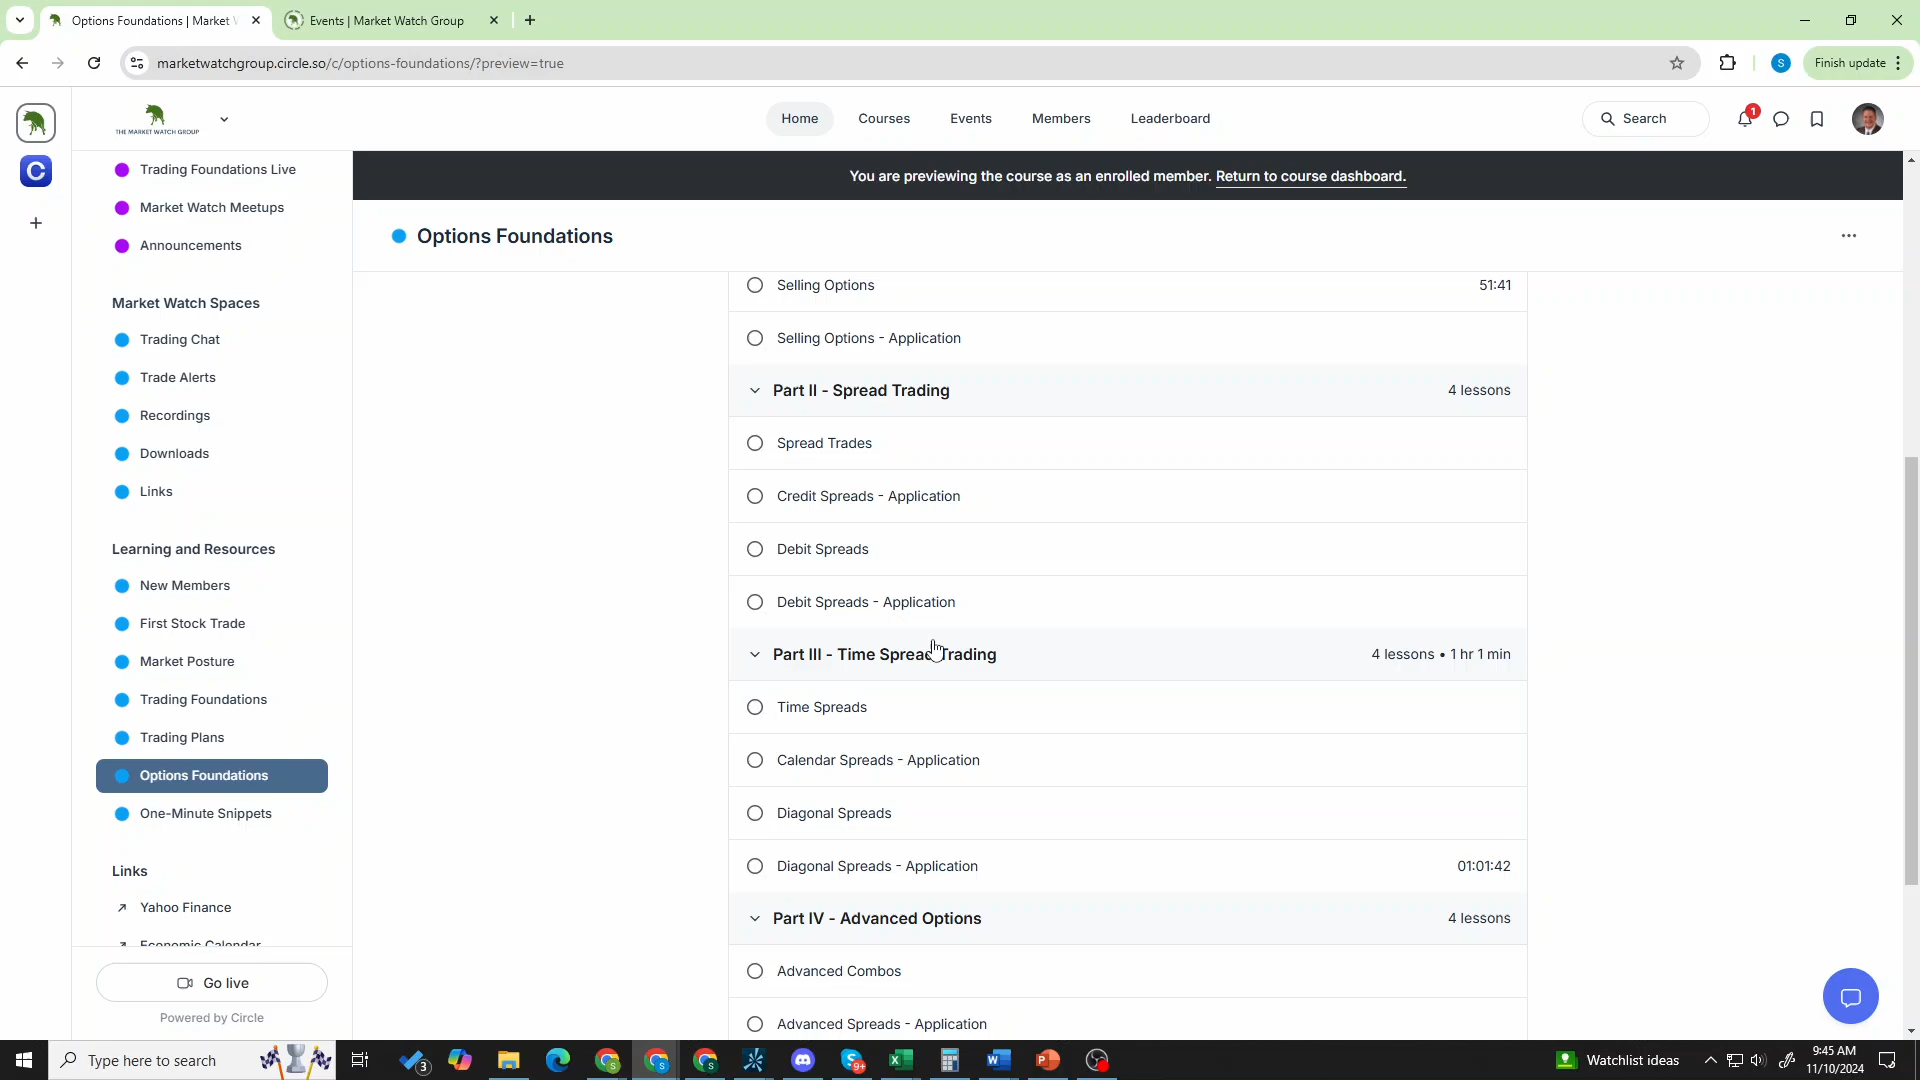 Options Foundations | Market
Events | Market Watch Group
marketwatchgroup.circle.so/c/options-foundations/?preview=true
S
Finish update
THE MARKET WATCH GROUP
Home
Courses
Events
Members
Leaderboard
Search
1
C
You are previewing the course as an enrolled member. Return to course dashboard.
Trading Foundations Live
Market Watch Meetups
Announcements
Market Watch Spaces
Trading Chat
Trade Alerts
Recordings
Downloads
Links
Learning and Resources
New Members
First Stock Trade
Market Posture
Trading Foundations
Trading Plans
Options Foundations
One-Minute Snippets
Links
Yahoo Finance
Economic Calendar
Go live
Powered by Circle
Options Foundations
Selling Options 51:41
Selling Options - Application
Part II - Spread Trading 4 lessons
Spread Trades
Credit Spreads - Application
Debit Spreads
Debit Spreads - Application
Part III - Time Spread Trading 4 lessons • 1 hr 1 min
Time Spreads
Calendar Spreads - Application
Diagonal Spreads
Diagonal Spreads - Application 01:01:42
Part IV - Advanced Options 4 lessons
Advanced Combos
Advanced Spreads - Application
Type here to search
3
9+
Watchlist ideas
9:45 AM
11/10/2024